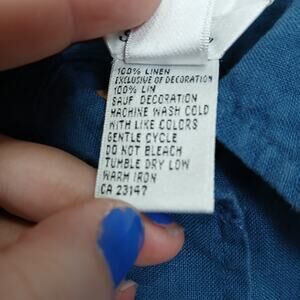 100% LINEN
EXCLUSIVE OF DECORATION
100% LIN
SAUF DECORATION
MACHINE WASH COLD
WITH LIKE COLORS
GENTLE CYCLE
DO NOT BLEACH
TUMBLE DRY LOW
WARM IRON
CA 23147